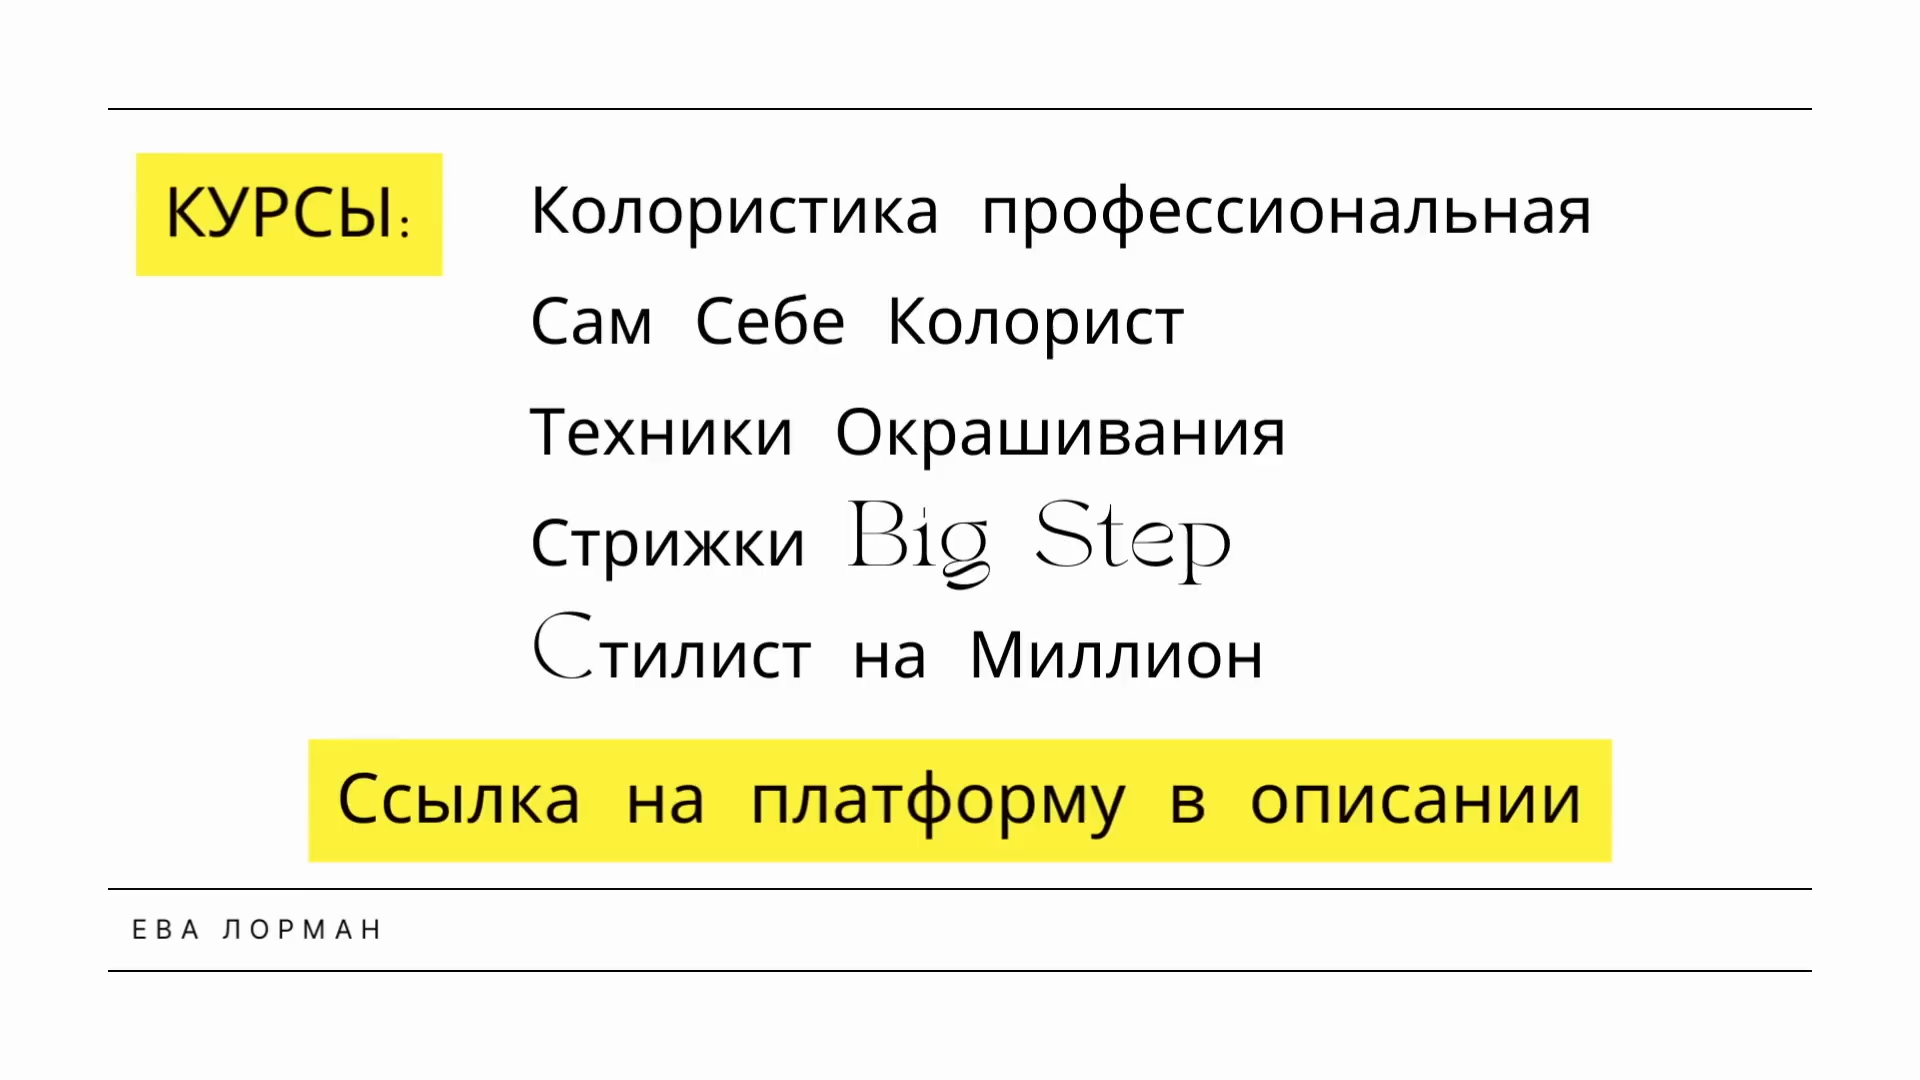 КУРСЫ:
Колористика профессиональная
Сам Себе Колорист
Техники Окрашивания
Стрижки Big Step
Стилист на Миллион
Ссылка на платформу в описании
ЕВА ЛОРМАН